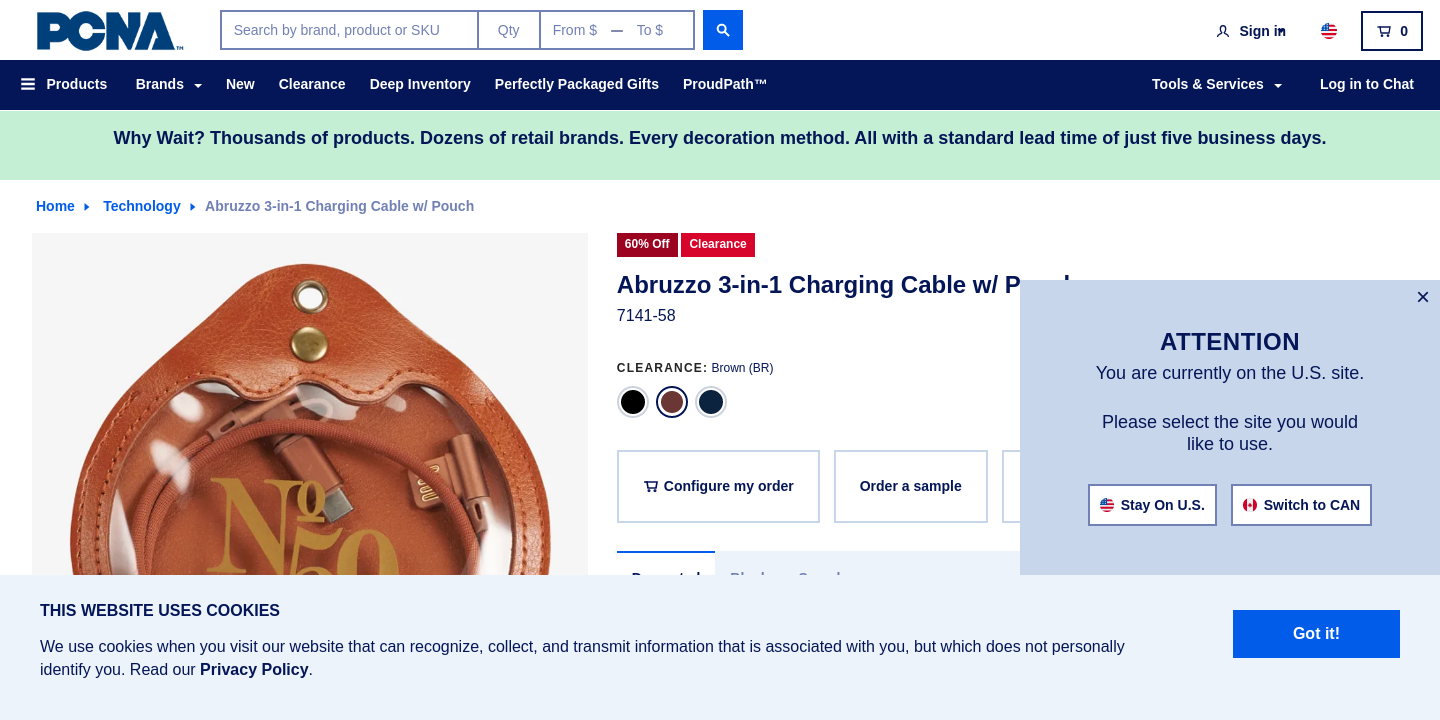 PCNA™
Search by brand, product or SKU
Qty
From $ — To $
Sign in
0
Products
Brands
New
Clearance
Deep Inventory
Perfectly Packaged Gifts
ProudPath™
Tools & Services
Log in to Chat
Why Wait? Thousands of products. Dozens of retail brands. Every decoration method. All with a standard lead time of just five business days.
Home
Technology
Abruzzo 3-in-1 Charging Cable w/ Pouch
No
50
60% Off
Clearance
Abruzzo 3-in-1 Charging Cable w/
7141-58
CLEARANCE: Brown (BR)
Configure my order
Order a sample
×
ATTENTION
You are currently on the U.S. site.
Please select the site you would
like to use.
Stay On U.S.
Switch to CAN
THIS WEBSITE USES COOKIES
We use cookies when you visit our website that can recognize, collect, and transmit information that is associated with you, but which does not personally
identify you. Read our Privacy Policy.
Got it!